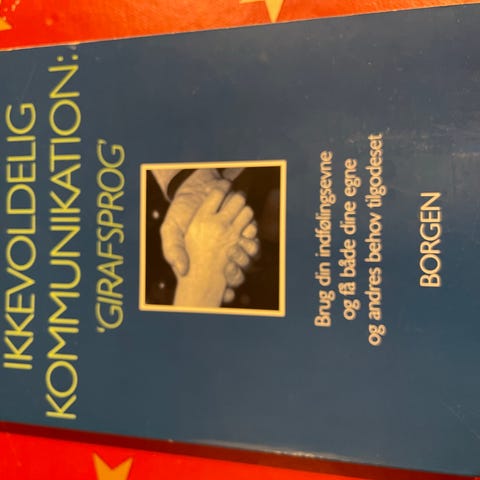 IKKEVOLDELIG
KOMMUNIKATION:
'GIRAFSPROG'
Brug din indfølingsevne
og få både dine egne
og andres behov tilgodeset
BORGEN